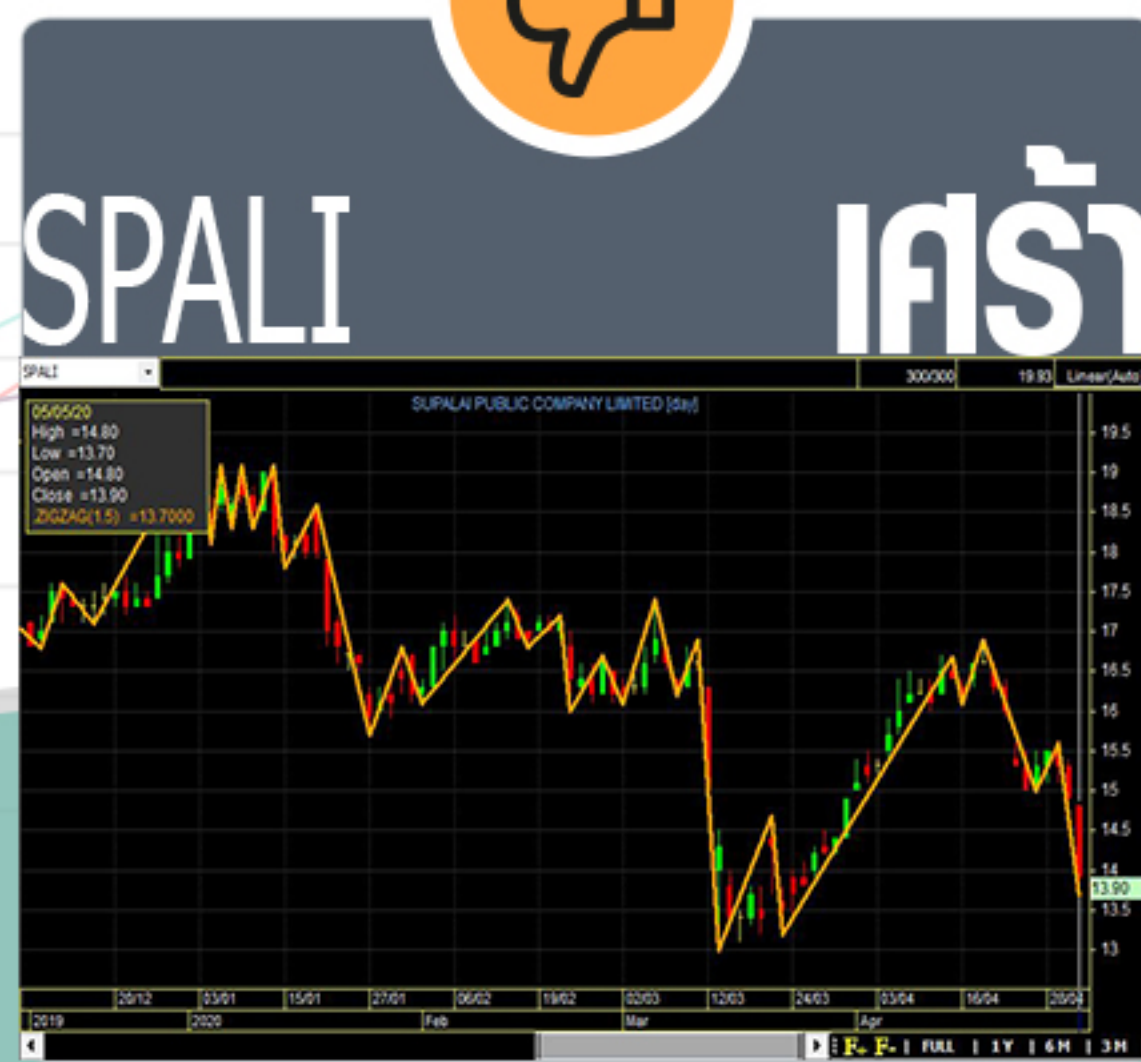 SPALI
เศร้า
SPALI
300/300
19.93
Linear(Auto
SUPALAI PUBLIC COMPANY LIMITED [day]
05/05/20
High =14.80
Low =13.70
Open =14.80
Close =13.90
.ZIGZAG(1.5) =13.7000
19.5
19
18.5
18
17.5
17
16.5
16
15.5
15
14.5
14
13.90
13.5
13
20/12 03/01 15/01 27/01 06/02 19/02 02/03 12/03 24/03 03/04 16/04 28/04
2019 2020 Feb Mar Apr
F+ F- | FULL | 1Y | 6M | 3M